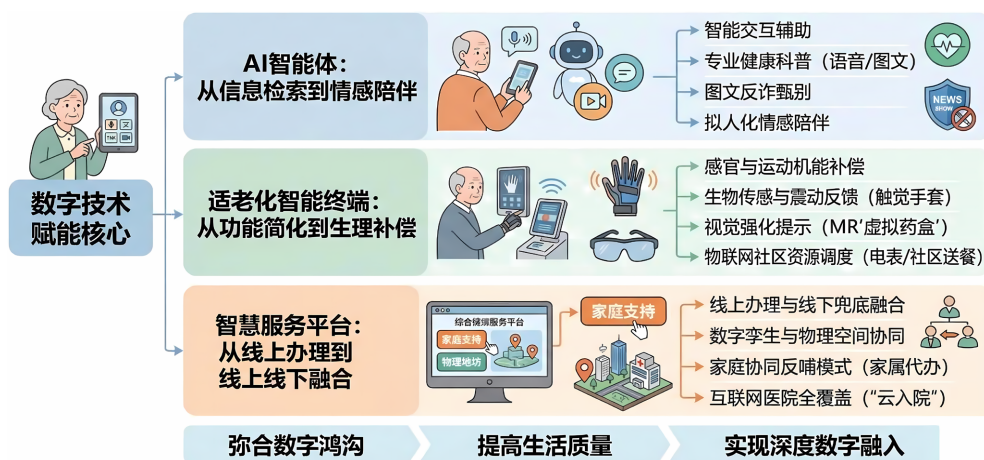 数字技术
赋能核心
AI智能体：
从信息检索到情感陪伴
智能交互辅助
专业健康科普（语音/图文）
图文反诈甄别
拟人化情感陪伴
NEWS
SHOW
适老化智能终端：
从功能简化到生理补偿
感官与运动机能补偿
生物传感与震动反馈（触觉手套）
视觉强化提示（MR‘虚拟药盒’）
物联网社区资源调度（电表/社区送餐）
智慧服务平台：
从线上办理到
线上线下融合
家庭支持
物理地坊
家庭支持
线上办理与线下兜底融合
数字孪生与物理空间协同
家庭协同反哺模式（家属代办）
互联网医院全覆盖（“云入院”）
弥合数字鸿沟
提高生活质量
实现深度数字融入